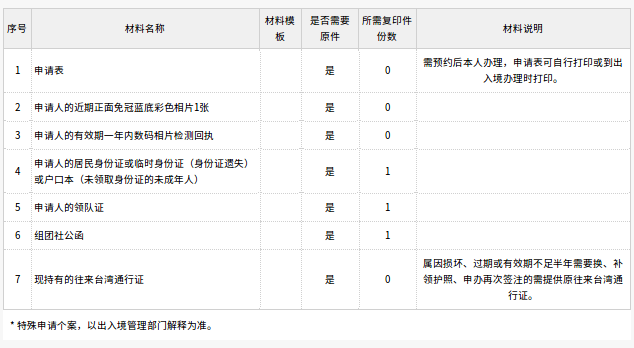 序号 材料名称 材料模板 是否需要原件 所需复印件份数 材料说明
1 申请表 是 0 需预约后本人办理，申请表可自行打印或到出入境办理时打印。
2 申请人的近期正面免冠蓝底彩色相片1张 是 0
3 申请人的有效期一年内数码相片检测回执 是 0
4 申请人的居民身份证或临时身份证（身份证遗失）或户口本（未领取身份证的未成年人） 是 1
5 申请人的领队证 是 1
6 组团社公函 是 1
7 现持有的往来台湾通行证 是 0 属因损坏、过期或有效期不足半年需要换、补领护照、申办再次签注的需提供原往来台湾通行证。
* 特殊申请个案，以出入境管理部门解释为准。